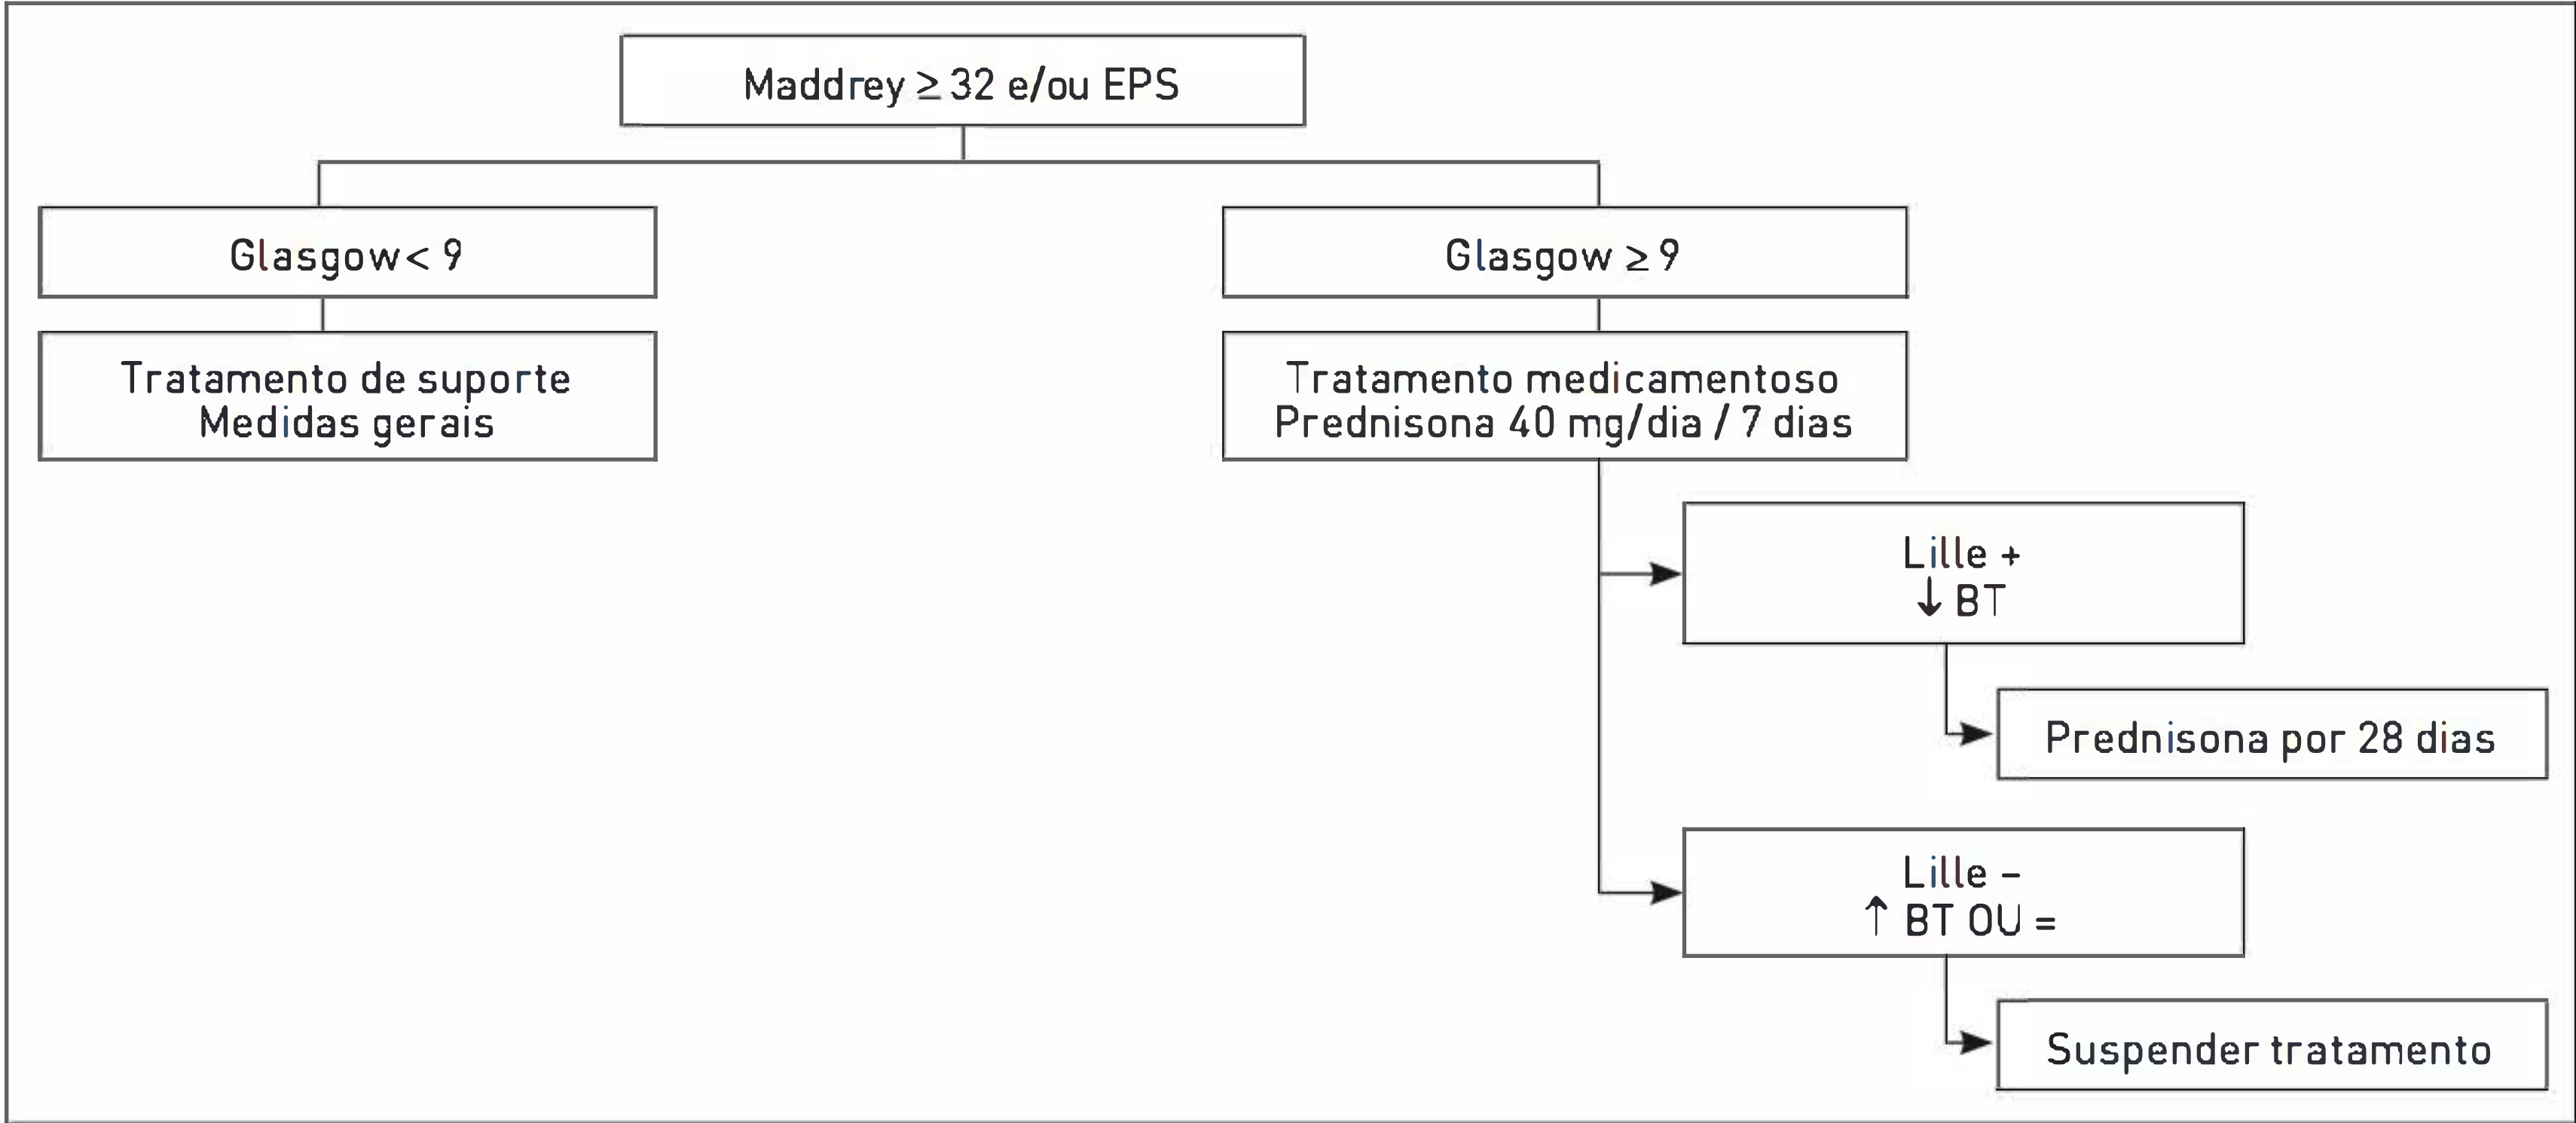 Maddrey ≥ 32 e/ou EPS
Glasgow < 9
Glasgow ≥ 9
Tratamento de suporte
Medidas gerais
Tratamento medicamentoso
Prednisona 40 mg/dia / 7 dias
Lille +
↓ BT
Prednisona por 28 dias
Lille –
↑ BT OU =
Suspender tratamento